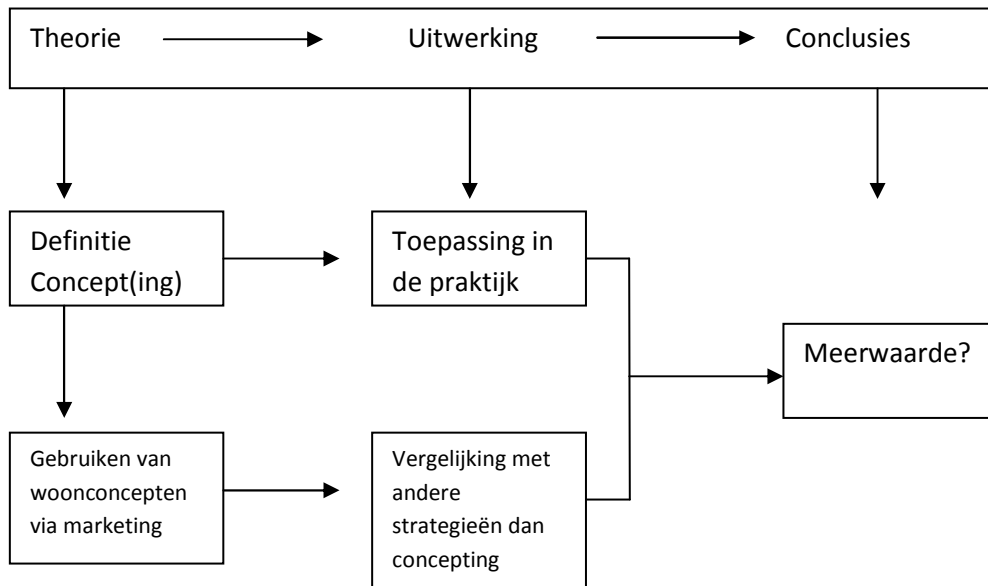 Theorie
Uitwerking
Conclusies
Definitie
Concept(ing)
Toepassing in
de praktijk
Meerwaarde?
Gebruiken van
woonconcepten
via marketing
Vergelijking met
andere
strategieën dan
concepting